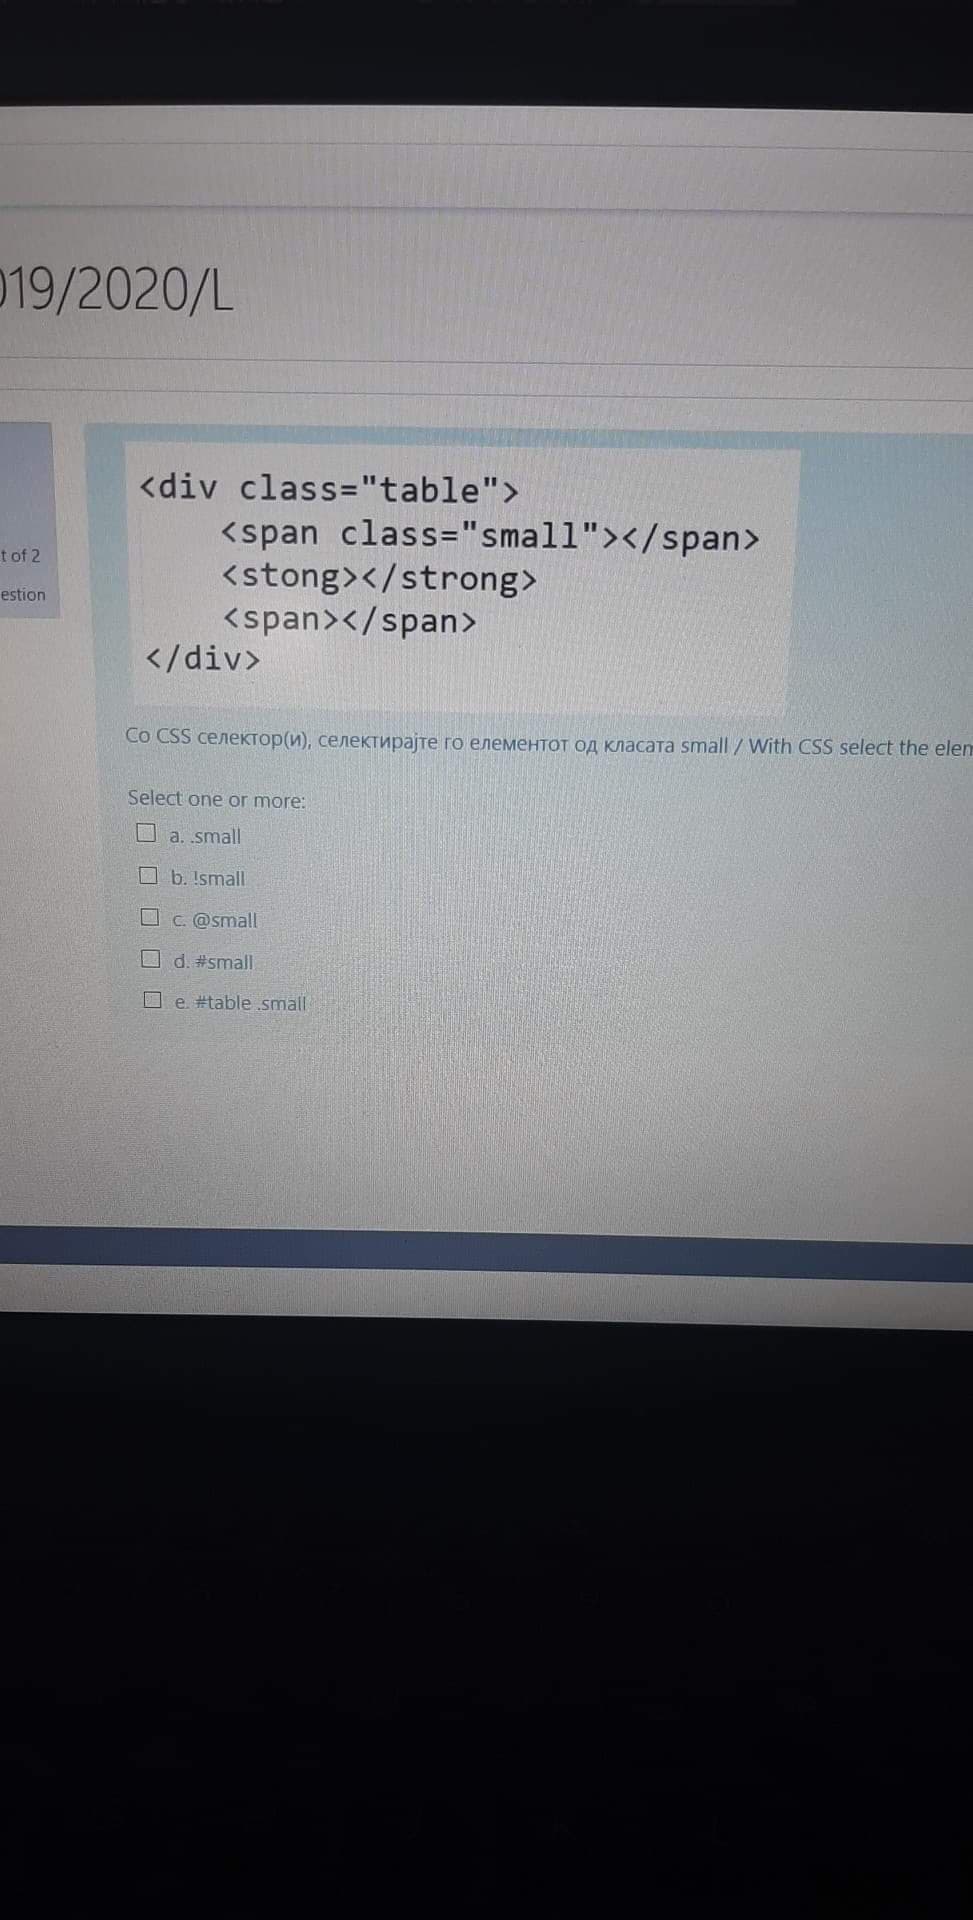 19/2020/L
<div class="table">
<span class="small"></span>
<stong></strong>
<span></span>
</div>
t of 2
estion
Со CSS селектор(и), селектирајте го елементот од класата small / With CSS select the elem
Select one or more:
a. .small
b. !small
c. @small
d. #small
e. #table .small